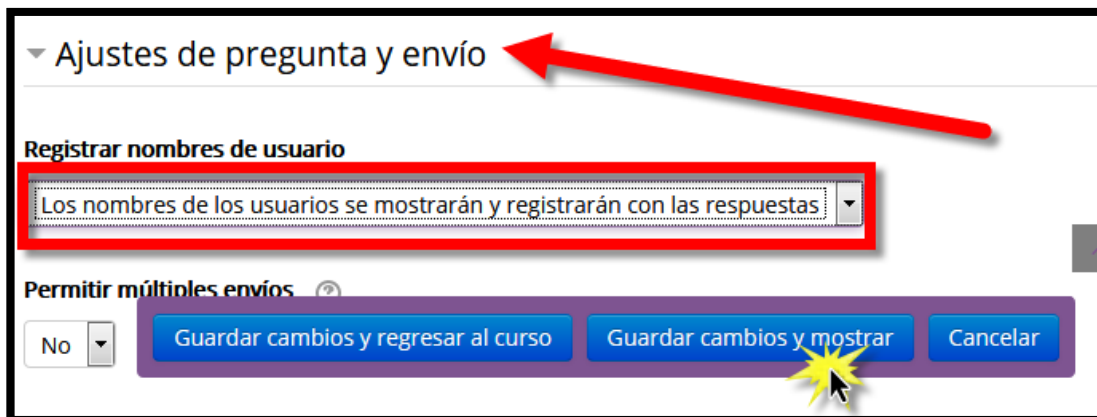 Ajustes de pregunta y envío
Registrar nombres de usuario
Los nombres de los usuarios se mostrarán y registrarán con las respuestas
Permitir múltiples envíos ?
No
Guardar cambios y regresar al curso Guardar cambios y mostrar Cancelar